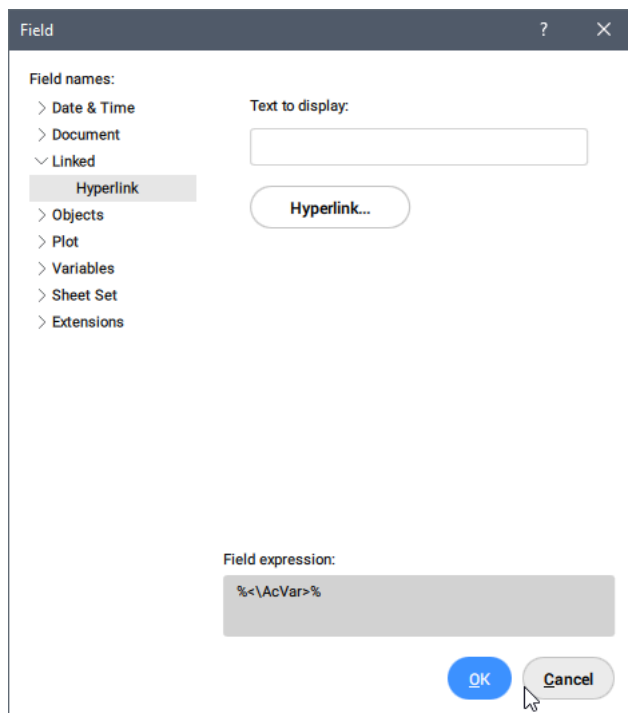 Field ?
Field names:
Date & Time
Document
Linked
Hyperlink
Objects
Plot
Variables
Sheet Set
Extensions
Text to display:
Hyperlink...
Field expression:
%<\AcVar>%
OK Cancel